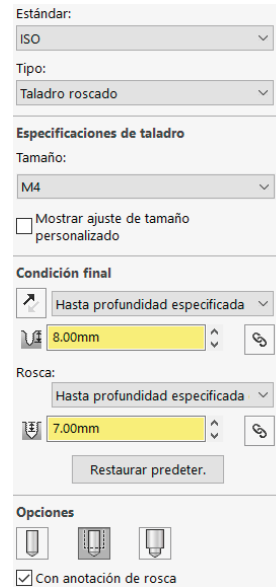 Estándar:
ISO
Tipo:
Taladro roscado
Especificaciones de taladro
Tamaño:
M4
Mostrar ajuste de tamaño
personalizado
Condición final
Hasta profundidad especificada
8.00mm
Rosca:
Hasta profundidad especificada
7.00mm
Restaurar predeter.
Opciones
Con anotación de rosca